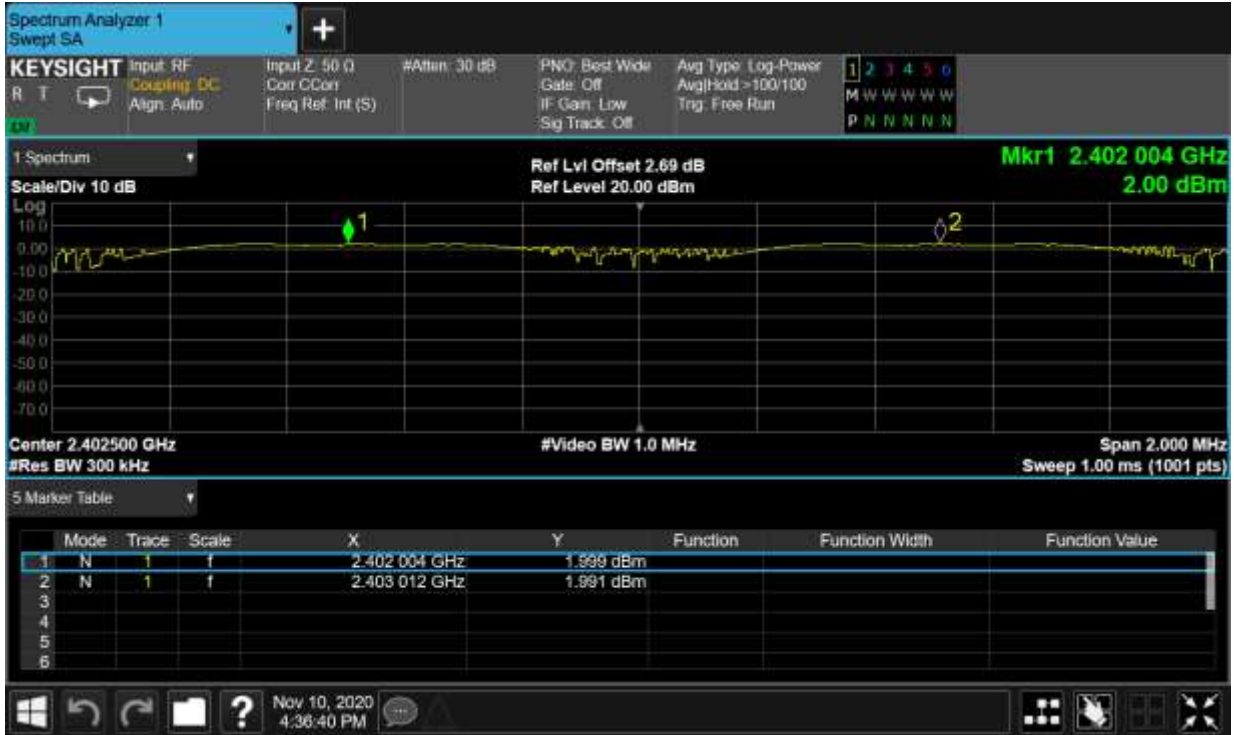 Spectrum Analyzer 1
Swept SA
+
KEYSIGHT
R T
LXI
Input: RF
Coupling: DC
Align: Auto
Input Z: 50 Ω
Corr CCorr
Freq Ref: Int (S)
#Atten: 30 dB
PNO: Best Wide
Gate: Off
IF Gain: Low
Sig Track: Off
Avg Type: Log-Power
Avg|Hold:>100/100
Trig: Free Run
1 2 3 4 5 6
M W W W W W
P N N N N N
1 Spectrum
Scale/Div 10 dB
Ref Lvl Offset 2.69 dB
Ref Level 20.00 dBm
Mkr1 2.402 004 GHz
2.00 dBm
Log
10.0
0.00
-10.0
-20.0
-30.0
-40.0
-50.0
-60.0
-70.0
1
2
Center 2.402500 GHz
#Res BW 300 kHz
#Video BW 1.0 MHz
Span 2.000 MHz
Sweep 1.00 ms (1001 pts)
5 Marker Table
Mode Trace Scale X Y Function Function Width Function Value
1 N 1 f 2.402 004 GHz 1.999 dBm
2 N 1 f 2.403 012 GHz 1.991 dBm
3
4
5
6
?
Nov 10, 2020
4:36:40 PM